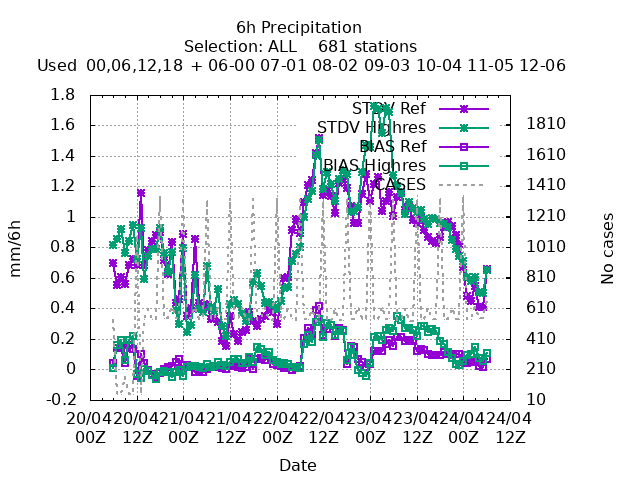 6h Precipitation
Selection: ALL 681 stations
Used 00,06,12,18 + 06-00 07-01 08-02 09-03 10-04 11-05 12-06
STDV Ref
STDV Highres
BIAS Ref
BIAS Highres
CASES
1.8
1.6
1.4
1.2
1
0.8
0.6
0.4
0.2
0
-0.2
mm/6h
1810
1610
1410
1210
1010
810
610
410
210
10
No cases
20/04 20/04 21/04 21/04 22/04 22/04 23/04 23/04 24/04 24/04
00Z 12Z 00Z 12Z 00Z 12Z 00Z 12Z 00Z 12Z
Date